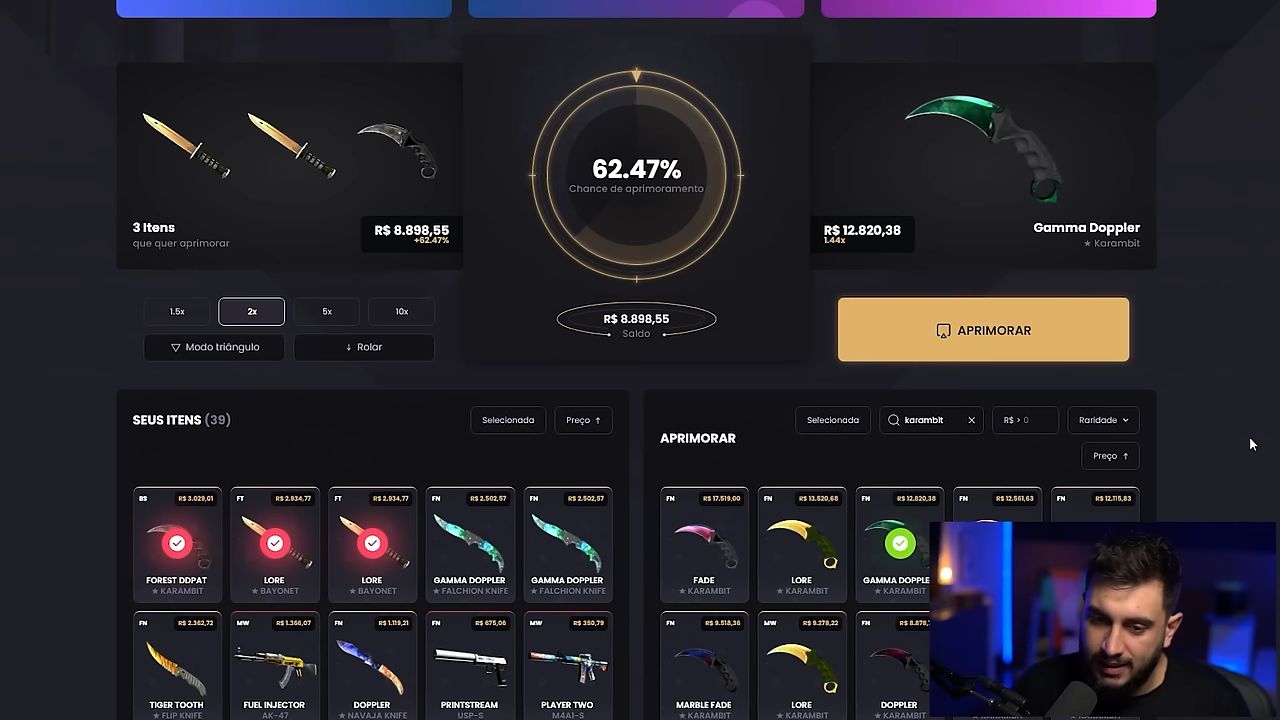 62.47%
Chance de aprimoramento
3 Itens
que quer aprimorar
R$ 8.898,55
+62.47%
R$ 12.820,38
1.44x
Gamma Doppler
★ Karambit
1.5x
2x
5x
10x
Modo triângulo
↓ Rolar
R$ 8.898,55
Saldo
APRIMORAR
SEUS ITENS (39)
Selecionada
Preço ↑
APRIMORAR
Selecionada
karambit
R$ > 0
Raridade
Preço ↑
BS R$ 3.029,01
FT R$ 2.934,77
FT R$ 2.934,77
FN R$ 2.502,57
FN R$ 2.502,57
FOREST DDPAT
★ KARAMBIT
LORE
★ BAYONET
LORE
★ BAYONET
GAMMA DOPPLER
★ FALCHION KNIFE
GAMMA DOPPLER
★ FALCHION KNIFE
FN R$ 17.519,00
FN R$ 13.520,68
FN R$ 12.820,38
FN R$ 12.561,63
FN R$ 12.115,83
FADE
★ KARAMBIT
LORE
★ KARAMBIT
GAMMA DOPPLE
★ KARAMBIT
FN R$ 2.362,72
MW R$ 1.366,07
FN R$ 1.119,21
FN R$ 675,06
MW R$ 350,79
TIGER TOOTH
★ FLIP KNIFE
FUEL INJECTOR
AK-47
DOPPLER
★ NAVAJA KNIFE
PRINTSTREAM
USP-S
PLAYER TWO
M4A1-S
FN R$ 9.518,36
MW R$ 9.278,22
FN R$ 8.878,
MARBLE FADE
★ KARAMBIT
LORE
★ KARAMBIT
DOPPLER
★ KARAMBIT